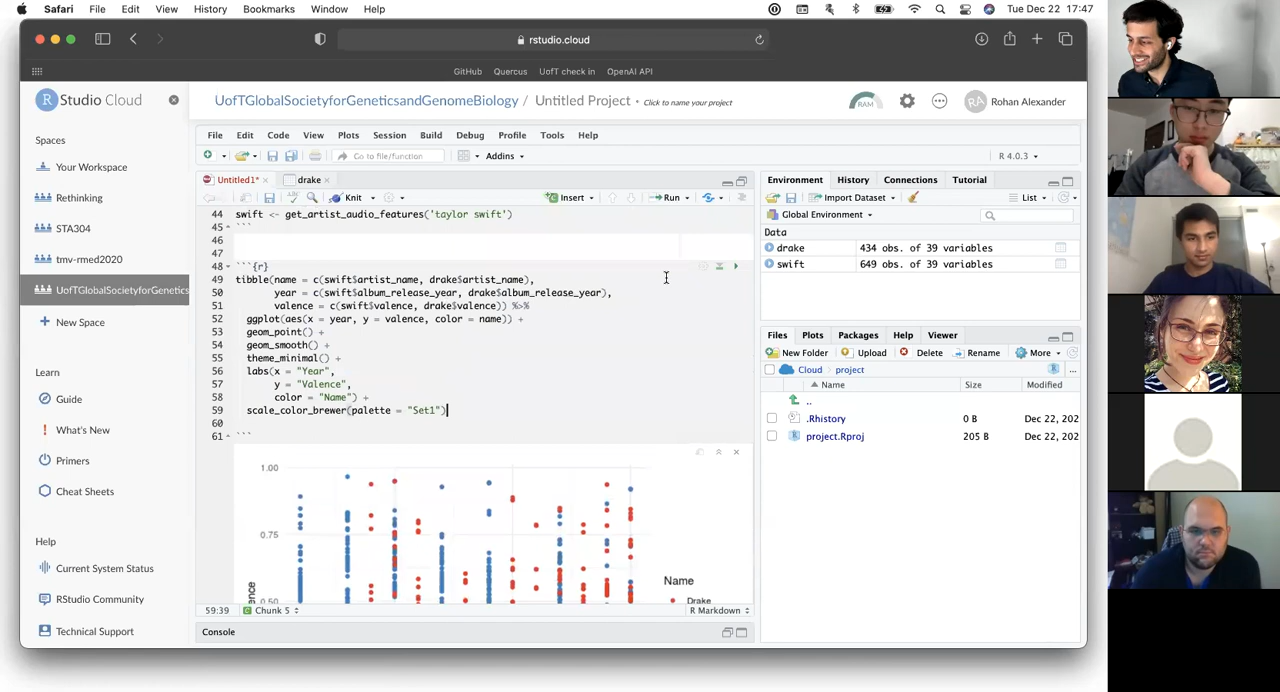 Safari File Edit View History Bookmarks Window Help Tue Dec 22 17:47
rstudio.cloud
GitHub Quercus UofT check in OpenAI API
R Studio Cloud
UofTGlobalSocietyforGeneticsandGenomeBiology / Untitled Project Click to name your project
RAM
RA Rohan Alexander
Spaces
Your Workspace
Rethinking
STA304
tmv-rmed2020
UofTGlobalSocietyforGenetics
New Space
Learn
Guide
What's New
Primers
Cheat Sheets
Help
Current System Status
RStudio Community
Technical Support
File Edit Code View Plots Session Build Debug Profile Tools Help
Go to file/function Addins R 4.0.3
Untitled1* drake
Knit Insert Run
44 swift <- get_artist_audio_features('taylor swift')
45 ```
46
47
48 ```{r}
49 tibble(name = c(swift$artist_name, drake$artist_name),
50 year = c(swift$album_release_year, drake$album_release_year),
51 valence = c(swift$valence, drake$valence)) %>%
52 ggplot(aes(x = year, y = valence, color = name)) +
53 geom_point() +
54 geom_smooth() +
55 theme_minimal() +
56 labs(x = "Year",
57 y = "Valence",
58 color = "Name") +
59 scale_color_brewer(palette = "Set1")
60
61 ```
1.00
0.75
0.50
Name
Drake
59:39 Chunk 5 R Markdown
Console
Environment History Connections Tutorial
Import Dataset List
Global Environment
Data
drake 434 obs. of 39 variables
swift 649 obs. of 39 variables
Files Plots Packages Help Viewer
New Folder Upload Delete Rename More
Cloud project ...
Name Size Modified
..
.Rhistory 0 B Dec 22, 202
project.Rproj 205 B Dec 22, 202